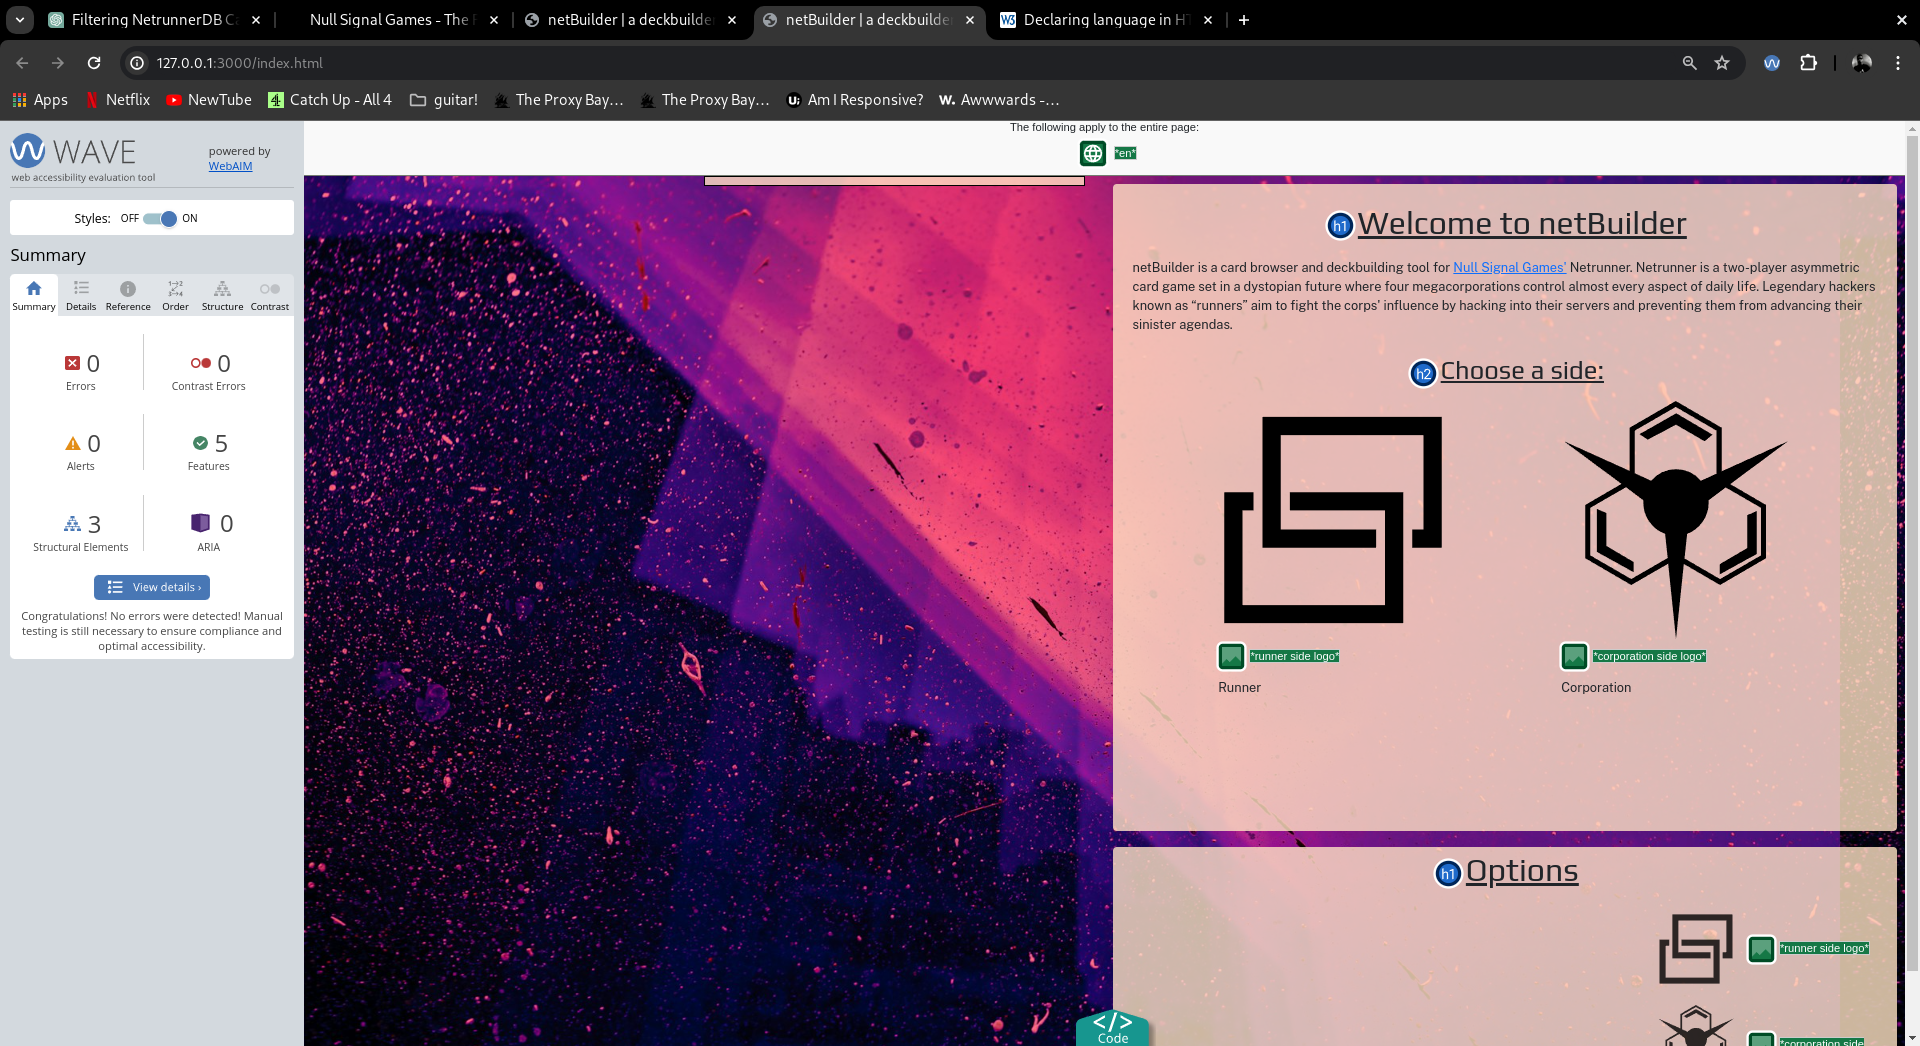 Filtering NetrunnerDB C
Null Signal Games - The F
netBuilder | a deckbuilde
netBuilder | a deckbuilde
W3 Declaring language in HT
127.0.0.1:3000/index.html
Apps
Netflix
NewTube
Catch Up - All 4
guitar!
The Proxy Bay...
The Proxy Bay...
Am I Responsive?
W. Awwwards -...
WAVE
web accessibility evaluation tool
powered by
WebAIM
Styles: OFF ON
Summary
Summary
Details
Reference
Order
Structure
Contrast
0
Errors
0
Contrast Errors
0
Alerts
5
Features
3
Structural Elements
0
ARIA
View details ›
Congratulations! No errors were detected! Manual
testing is still necessary to ensure compliance and
optimal accessibility.
The following apply to the entire page:
*en*
h1 Welcome to netBuilder
netBuilder is a card browser and deckbuilding tool for Null Signal Games' Netrunner. Netrunner is a two-player asymmetric
card game set in a dystopian future where four megacorporations control almost every aspect of daily life. Legendary hackers
known as “runners” aim to fight the corps’ influence by hacking into their servers and preventing them from advancing their
sinister agendas.
h2 Choose a side:
*runner side logo*
Runner
*corporation side logo*
Corporation
h1 Options
*runner side logo*
*corporation side
</> Code